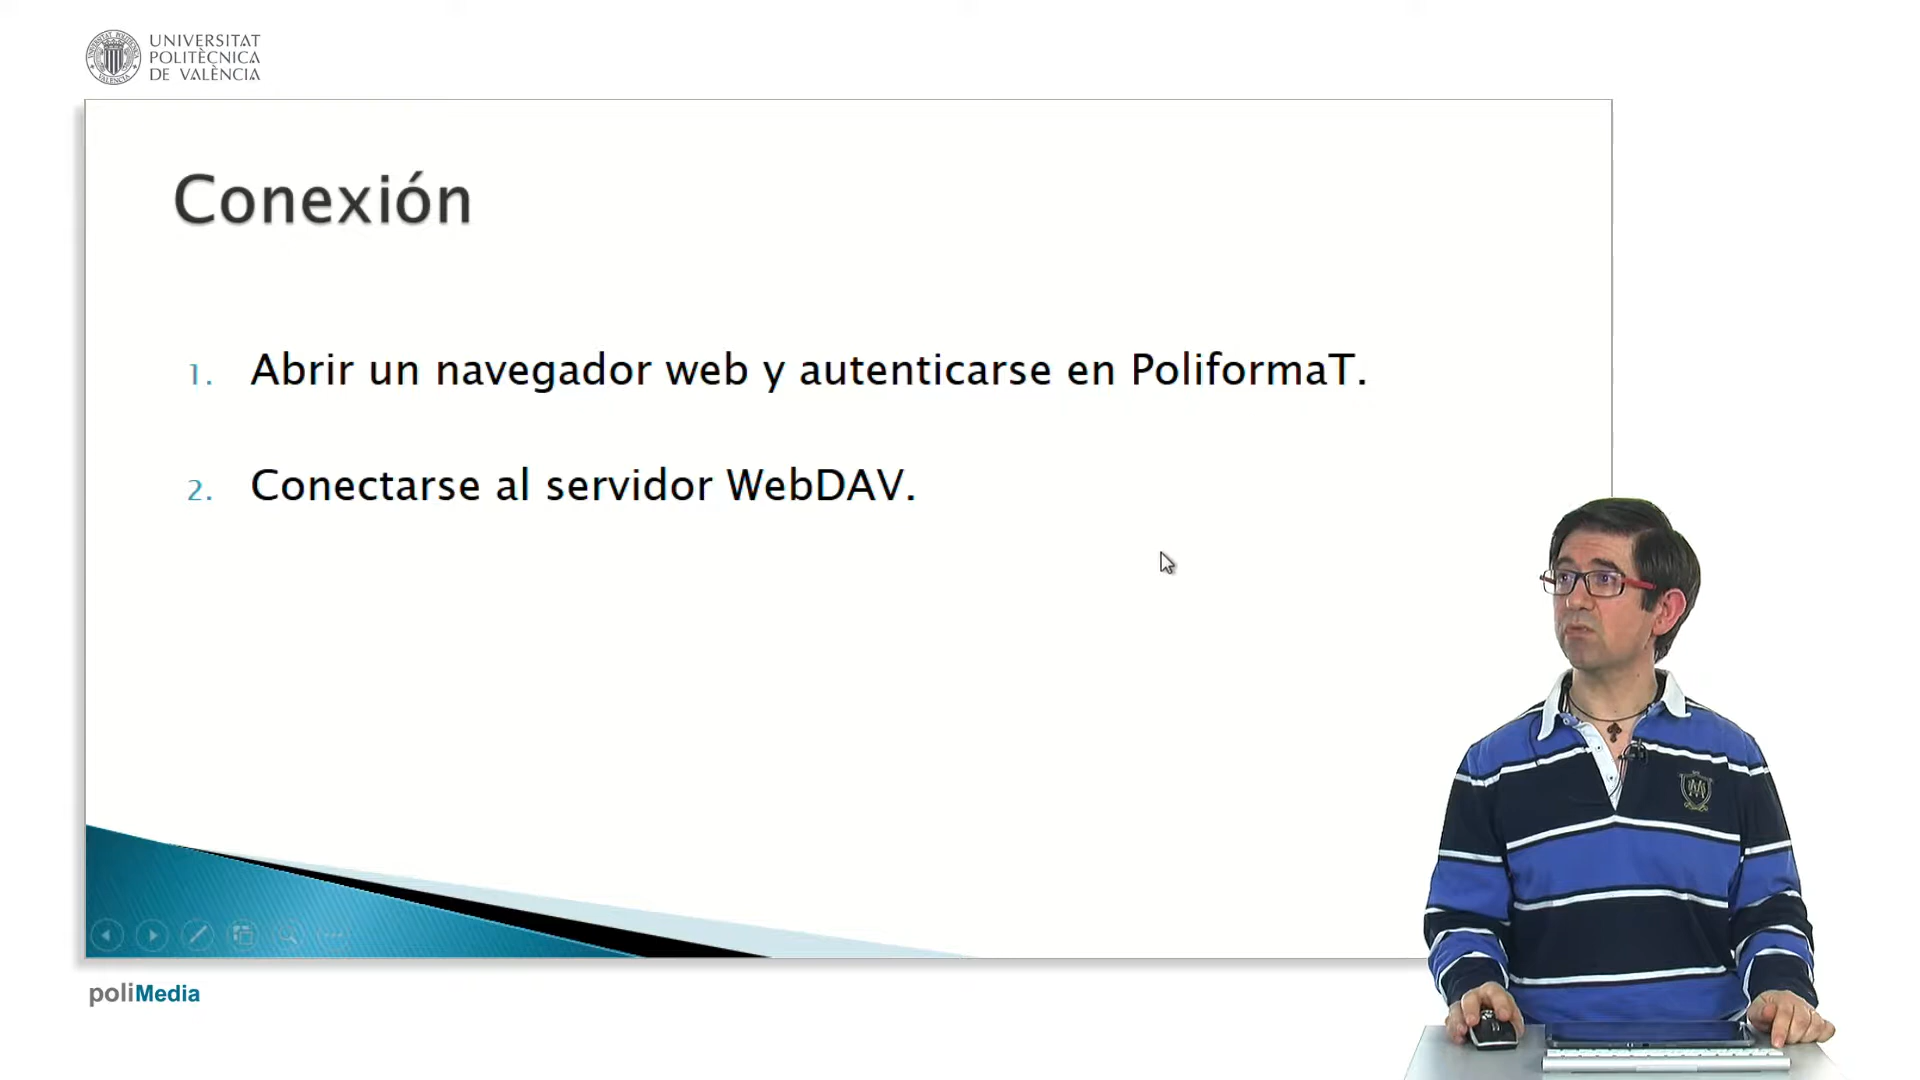 UNIVERSITAT
POLITÈCNICA
DE VALÈNCIA
Conexión
1. Abrir un navegador web y autenticarse en PoliformaT.
2. Conectarse al servidor WebDAV.
poliMedia